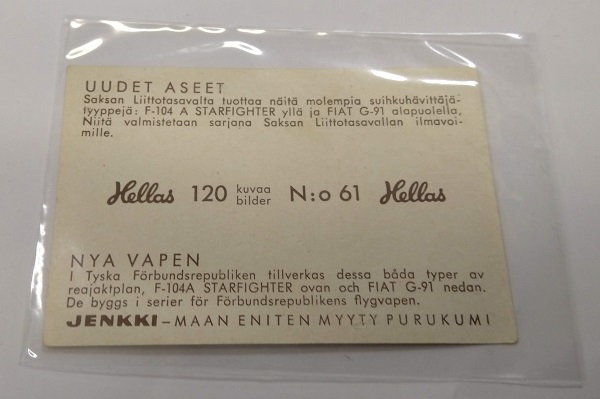 UUDET ASEET
Saksan Liittotasavalta tuottaa näitä molempia suihkuhävittäjä-
tyyppejä: F-104 A STARFIGHTER yllä ja FIAT G-91 alapuolella,
Niitä valmistetaan sarjana Saksan Liittotasavallan ilmavoi-
mille.
Hellas 120 kuvaa bilder N:o 61 Hellas
NYA VAPEN
I Tyska Förbundsrepubliken tillverkas dessa båda typer av
reajaktplan, F-104A STARFIGHTER ovan och FIAT G-91 nedan.
De byggs i serier för Förbundsrepublikens flygvapen.
JENKKI – MAAN ENITEN MYYTY PURUKUMI